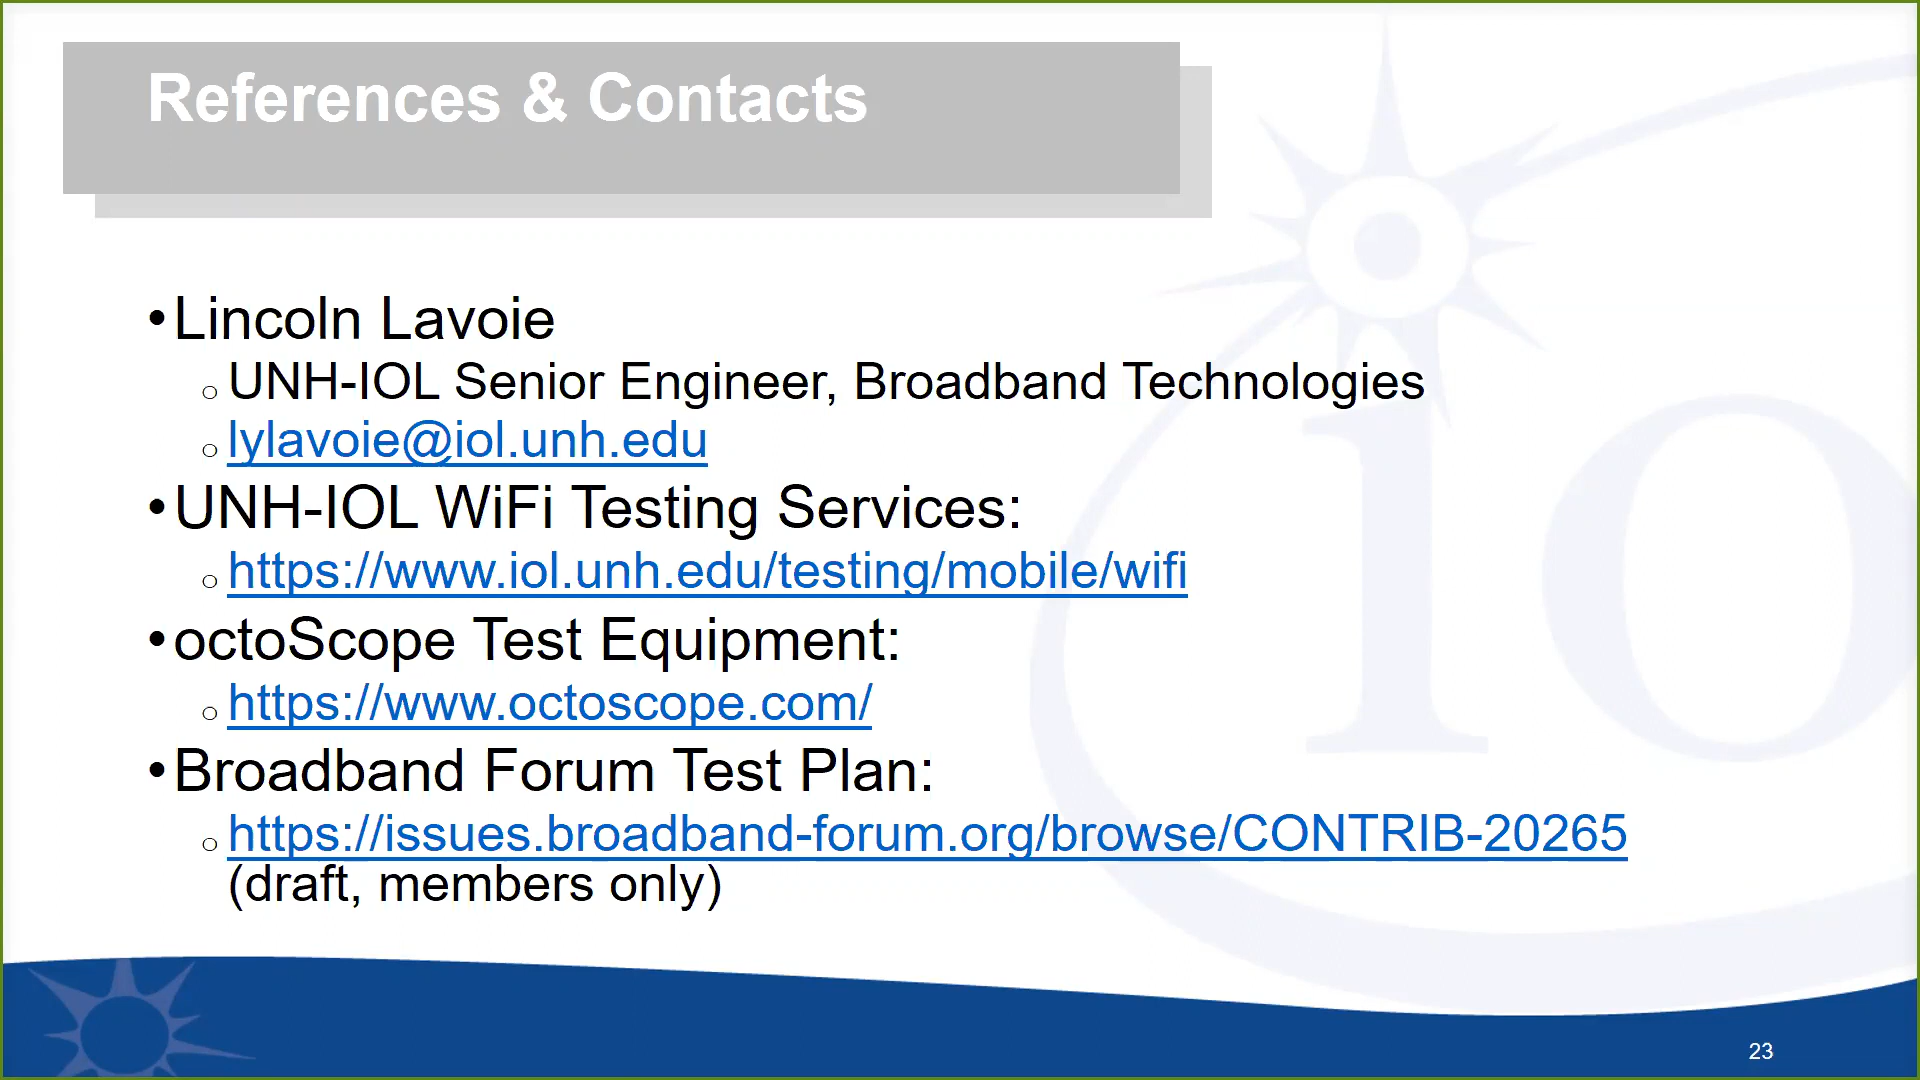 References & Contacts
•Lincoln Lavoie
○UNH-IOL Senior Engineer, Broadband Technologies
○lylavoie@iol.unh.edu
•UNH-IOL WiFi Testing Services:
○https://www.iol.unh.edu/testing/mobile/wifi
•octoScope Test Equipment:
○https://www.octoscope.com/
•Broadband Forum Test Plan:
○https://issues.broadband-forum.org/browse/CONTRIB-20265
(draft, members only)
io
23